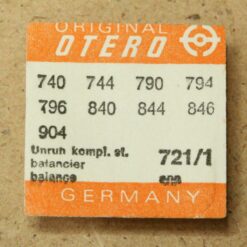 ORIGINAL
OTERO
740 744 790 794
796 840 844 846
904
Unruh kompl. st.
balancier
balance 721/1
GERMANY